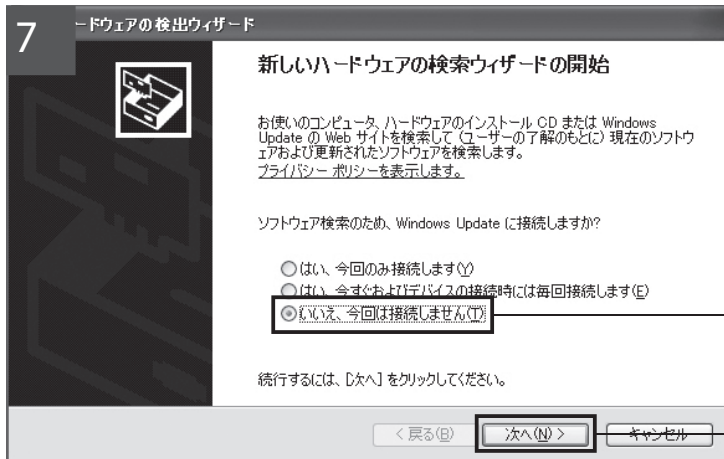 7
ードウェアの検出ウィザード
新しいハードウェアの検索ウィザードの開始
お使いのコンピュータ、ハードウェアのインストール CD または Windows
Update の Web サイトを検索して (ユーザーの了解のもとに) 現在のソフトウ
ェアおよび更新されたソフトウェアを検索します。
プライバシー ポリシーを表示します。
ソフトウェア検索のため、Windows Update に接続しますか?
はい、今回のみ接続します(Y)
はい、今すぐおよびデバイスの接続時には毎回接続します(E)
いいえ、今回は接続しません(T)
続行するには、[次へ] をクリックしてください。
< 戻る(B)
次へ(N) >
キャンセル